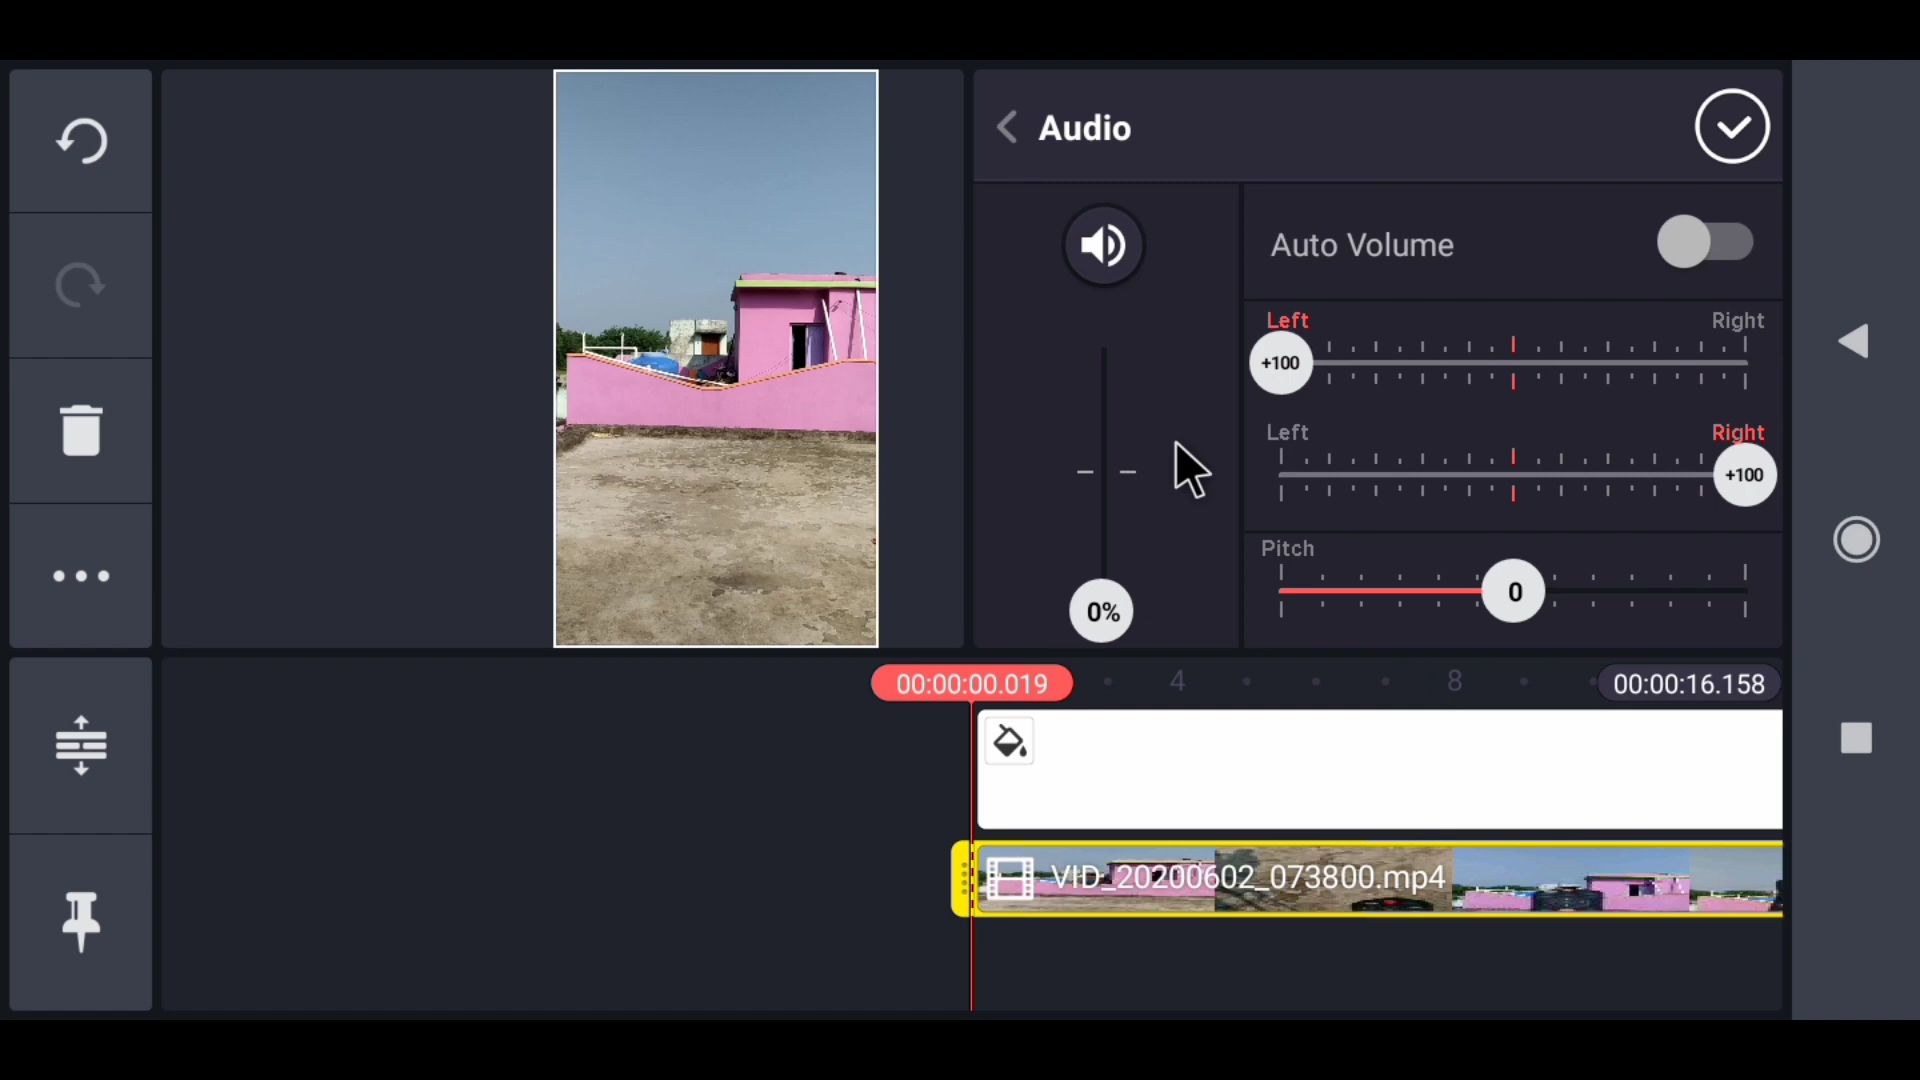 Audio
Auto Volume
Left Right
+100
Left Right
+100
Pitch
0
0%
00:00:00.019 4 8 00:00:16.158
VID_20200602_073800.mp4